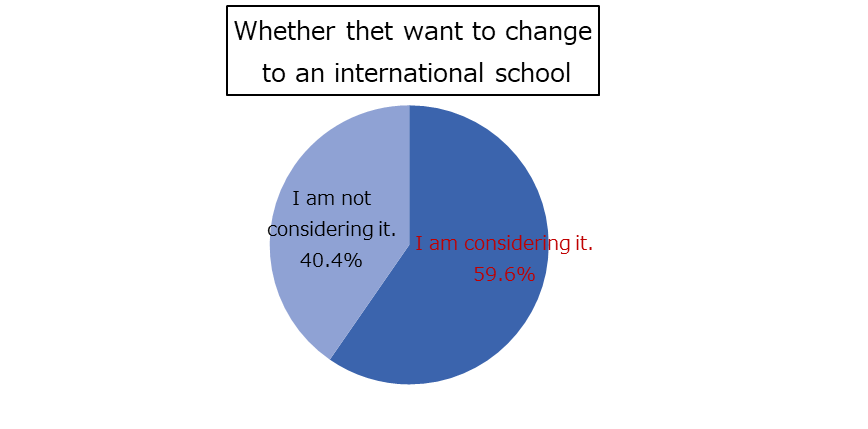 Whether thet want to change
to an international school
I am not
considering it.
40.4%
I am considering it.
59.6%